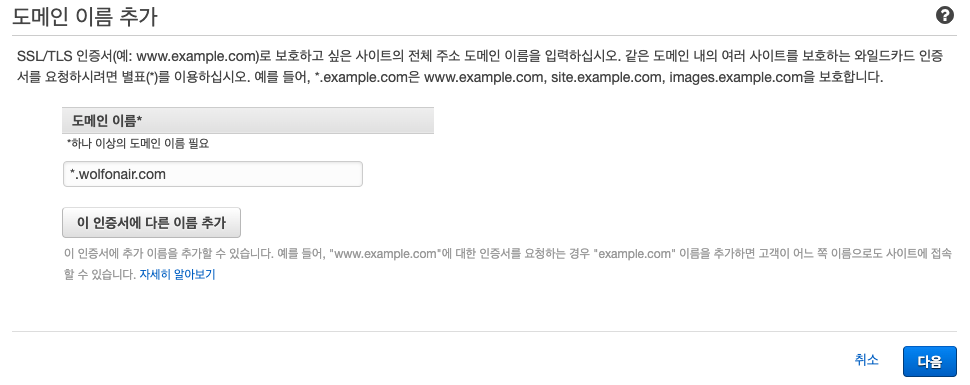 도메인 이름 추가
SSL/TLS 인증서(예: www.example.com)로 보호하고 싶은 사이트의 전체 주소 도메인 이름을 입력하십시오. 같은 도메인 내의 여러 사이트를 보호하는 와일드카드 인증
서를 요청하시려면 별표(*)를 이용하십시오. 예를 들어, *.example.com은 www.example.com, site.example.com, images.example.com을 보호합니다.
도메인 이름*
*하나 이상의 도메인 이름 필요
*.wolfonair.com
이 인증서에 다른 이름 추가
이 인증서에 추가 이름을 추가할 수 있습니다. 예를 들어, "www.example.com"에 대한 인증서를 요청하는 경우 "example.com" 이름을 추가하면 고객이 어느 쪽 이름으로도 사이트에 접속
할 수 있습니다. 자세히 알아보기
취소
다음